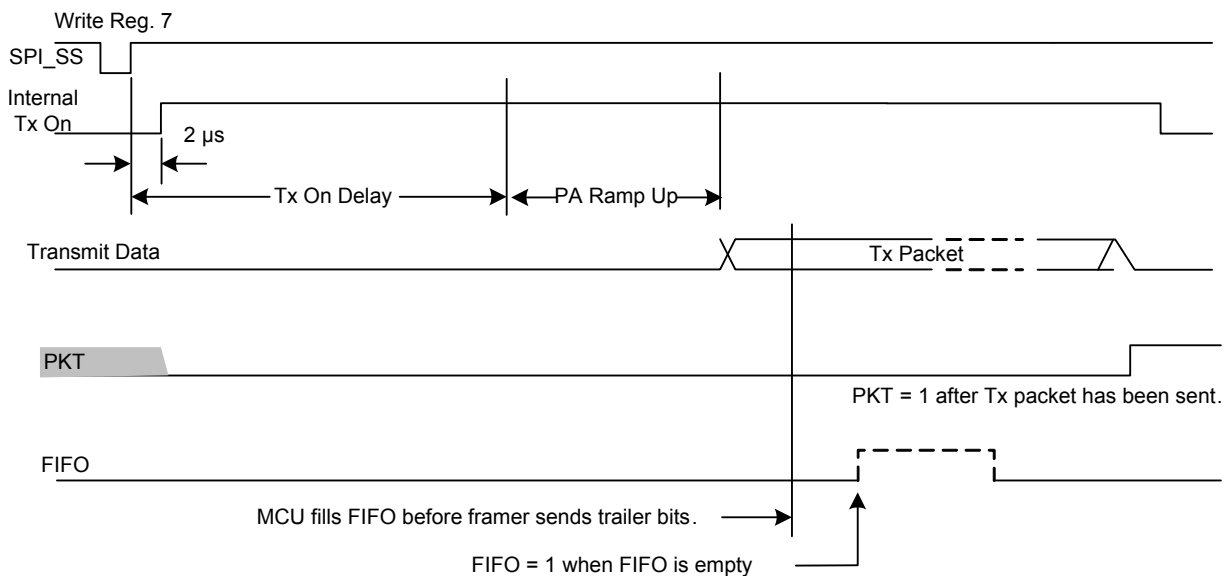 Write Reg. 7
SPI_SS
Internal
Tx On
2 µs
Tx On Delay
PA Ramp Up
Transmit Data
Tx Packet
PKT
PKT = 1 after Tx packet has been sent.
FIFO
MCU fills FIFO before framer sends trailer bits.
FIFO = 1 when FIFO is empty